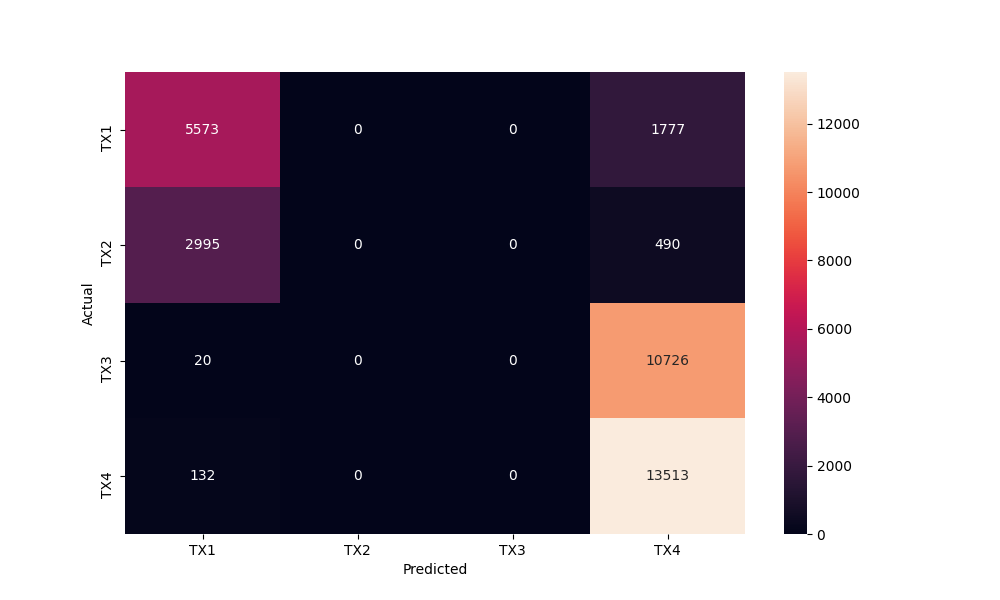 TX1 5573 0 0 1777
TX2 2995 0 0 490
TX3 20 0 0 10726
TX4 132 0 0 13513
TX1 TX2 TX3 TX4
Predicted
Actual
12000
10000
8000
6000
4000
2000
0